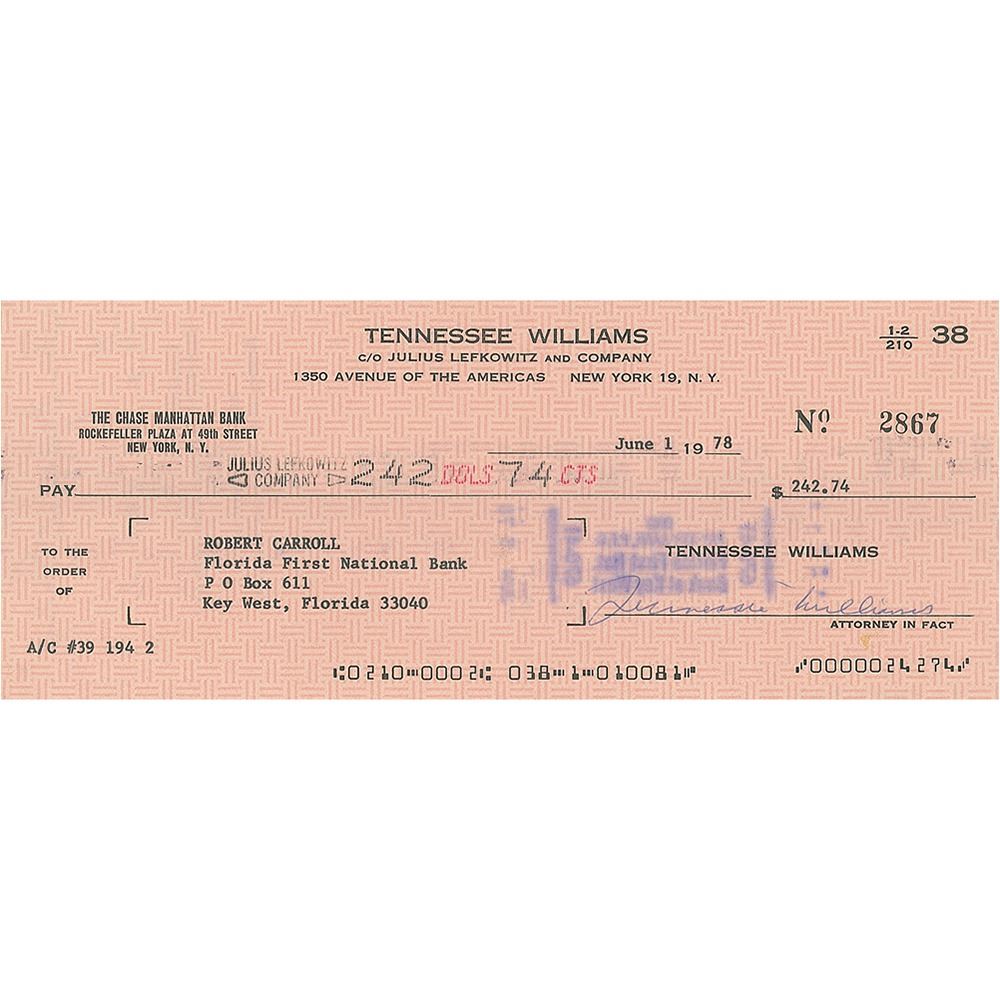 TENNESSEE WILLIAMS
C/O JULIUS LEFKOWITZ AND COMPANY
1350 AVENUE OF THE AMERICAS NEW YORK 19, N. Y.
1-2
210
38
THE CHASE MANHATTAN BANK
ROCKEFELLER PLAZA AT 49th STREET
NEW YORK, N. Y.
Nº 2867
June 1 19 78
JULIUS LEFKOWITZ
COMPANY
242 DOLS 74 CTS
PAY
$ 242.74
TO THE
ORDER
OF
ROBERT CARROLL
Florida First National Bank
P O Box 611
Key West, Florida 33040
TENNESSEE WILLIAMS
Tennessee Williams
ATTORNEY IN FACT
A/C #39 194 2
⑆0210⑉0002⑆ 038⑉1⑉010081⑈
⑇0000024274⑇